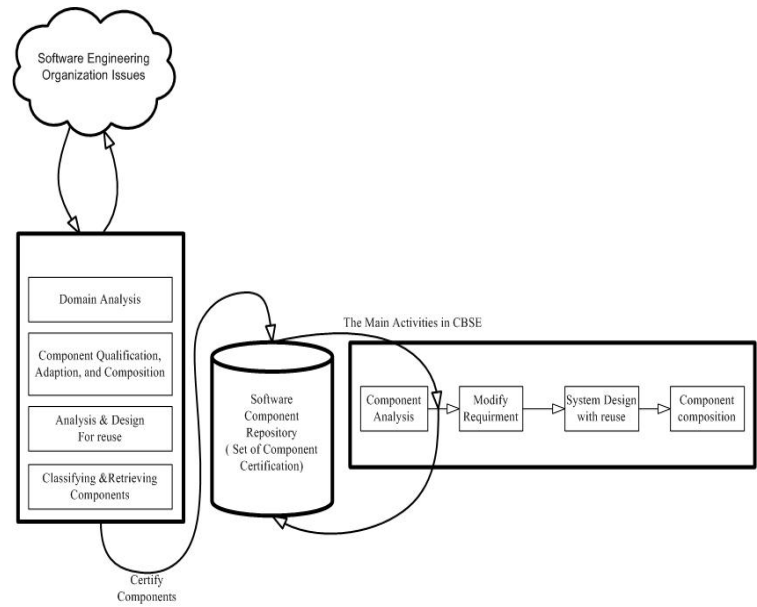 Software Engineering
Organization Issues
Domain Analysis
Component Qualification,
Adaption, and Composition
Analysis & Design
For reuse
Classifying &Retrieving
Components
Certify
Components
Software
Component
Repository
( Set of Component
Certification)
The Main Activities in CBSE
Component
Analysis
Modify
Requirment
System Design
with reuse
Component
composition